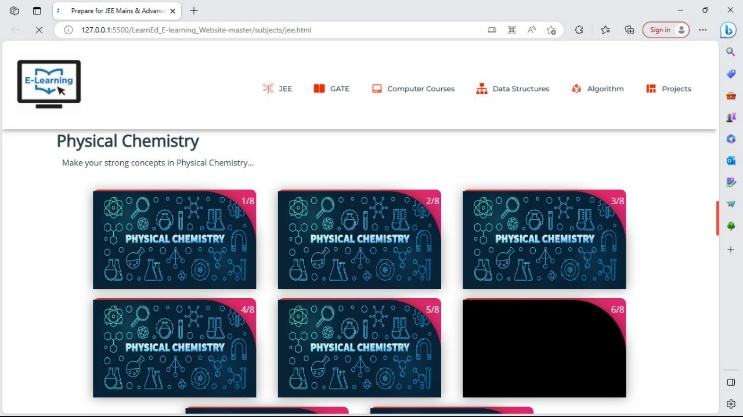 Prepare for JEE Mains & Advanc
127.0.0.1:5500/LearnEd_E-learning_Website-master/subjects/jee.html
Sign in
E-Learning
JEE
GATE
Computer Courses
Data Structures
Algorithm
Projects
Physical Chemistry
Make your strong concepts in Physical Chemistry...
1/8
PHYSICAL CHEMISTRY
2/8
PHYSICAL CHEMISTRY
3/8
PHYSICAL CHEMISTRY
4/8
PHYSICAL CHEMISTRY
5/8
PHYSICAL CHEMISTRY
6/8